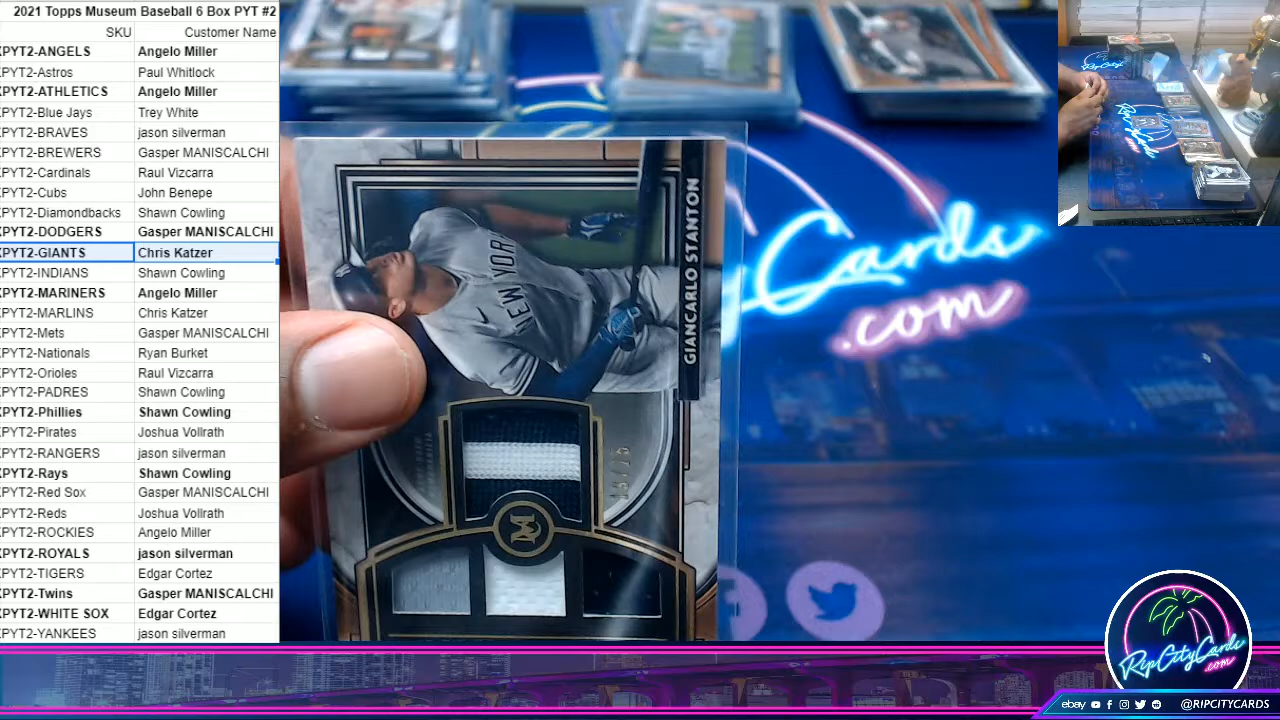 2021 Topps Museum Baseball 6 Box PYT #2
SKU Customer Name
PYT2-ANGELS Angelo Miller
PYT2-Astros Paul Whitlock
PYT2-ATHLETICS Angelo Miller
PYT2-Blue Jays Trey White
PYT2-BRAVES jason silverman
PYT2-BREWERS Gasper MANISCALCHI
PYT2-Cardinals Raul Vizcarra
PYT2-Cubs John Benepe
PYT2-Diamondbacks Shawn Cowling
PYT2-DODGERS Gasper MANISCALCHI
PYT2-GIANTS Chris Katzer
PYT2-INDIANS Shawn Cowling
PYT2-MARINERS Angelo Miller
PYT2-MARLINS Chris Katzer
PYT2-Mets Gasper MANISCALCHI
PYT2-Nationals Ryan Burket
PYT2-Orioles Raul Vizcarra
PYT2-PADRES Shawn Cowling
PYT2-Phillies Shawn Cowling
PYT2-Pirates Joshua Vollrath
PYT2-RANGERS jason silverman
PYT2-Rays Shawn Cowling
PYT2-Red Sox Gasper MANISCALCHI
PYT2-Reds Joshua Vollrath
PYT2-ROCKIES Angelo Miller
PYT2-ROYALS jason silverman
PYT2-TIGERS Edgar Cortez
PYT2-Twins Gasper MANISCALCHI
PYT2-WHITE SOX Edgar Cortez
PYT2-YANKEES jason silverman
GIANCARLO STANTON
NEW YORK
M
Cards
.com
RipCityCards
.com
ebay @RIPCITYCARDS